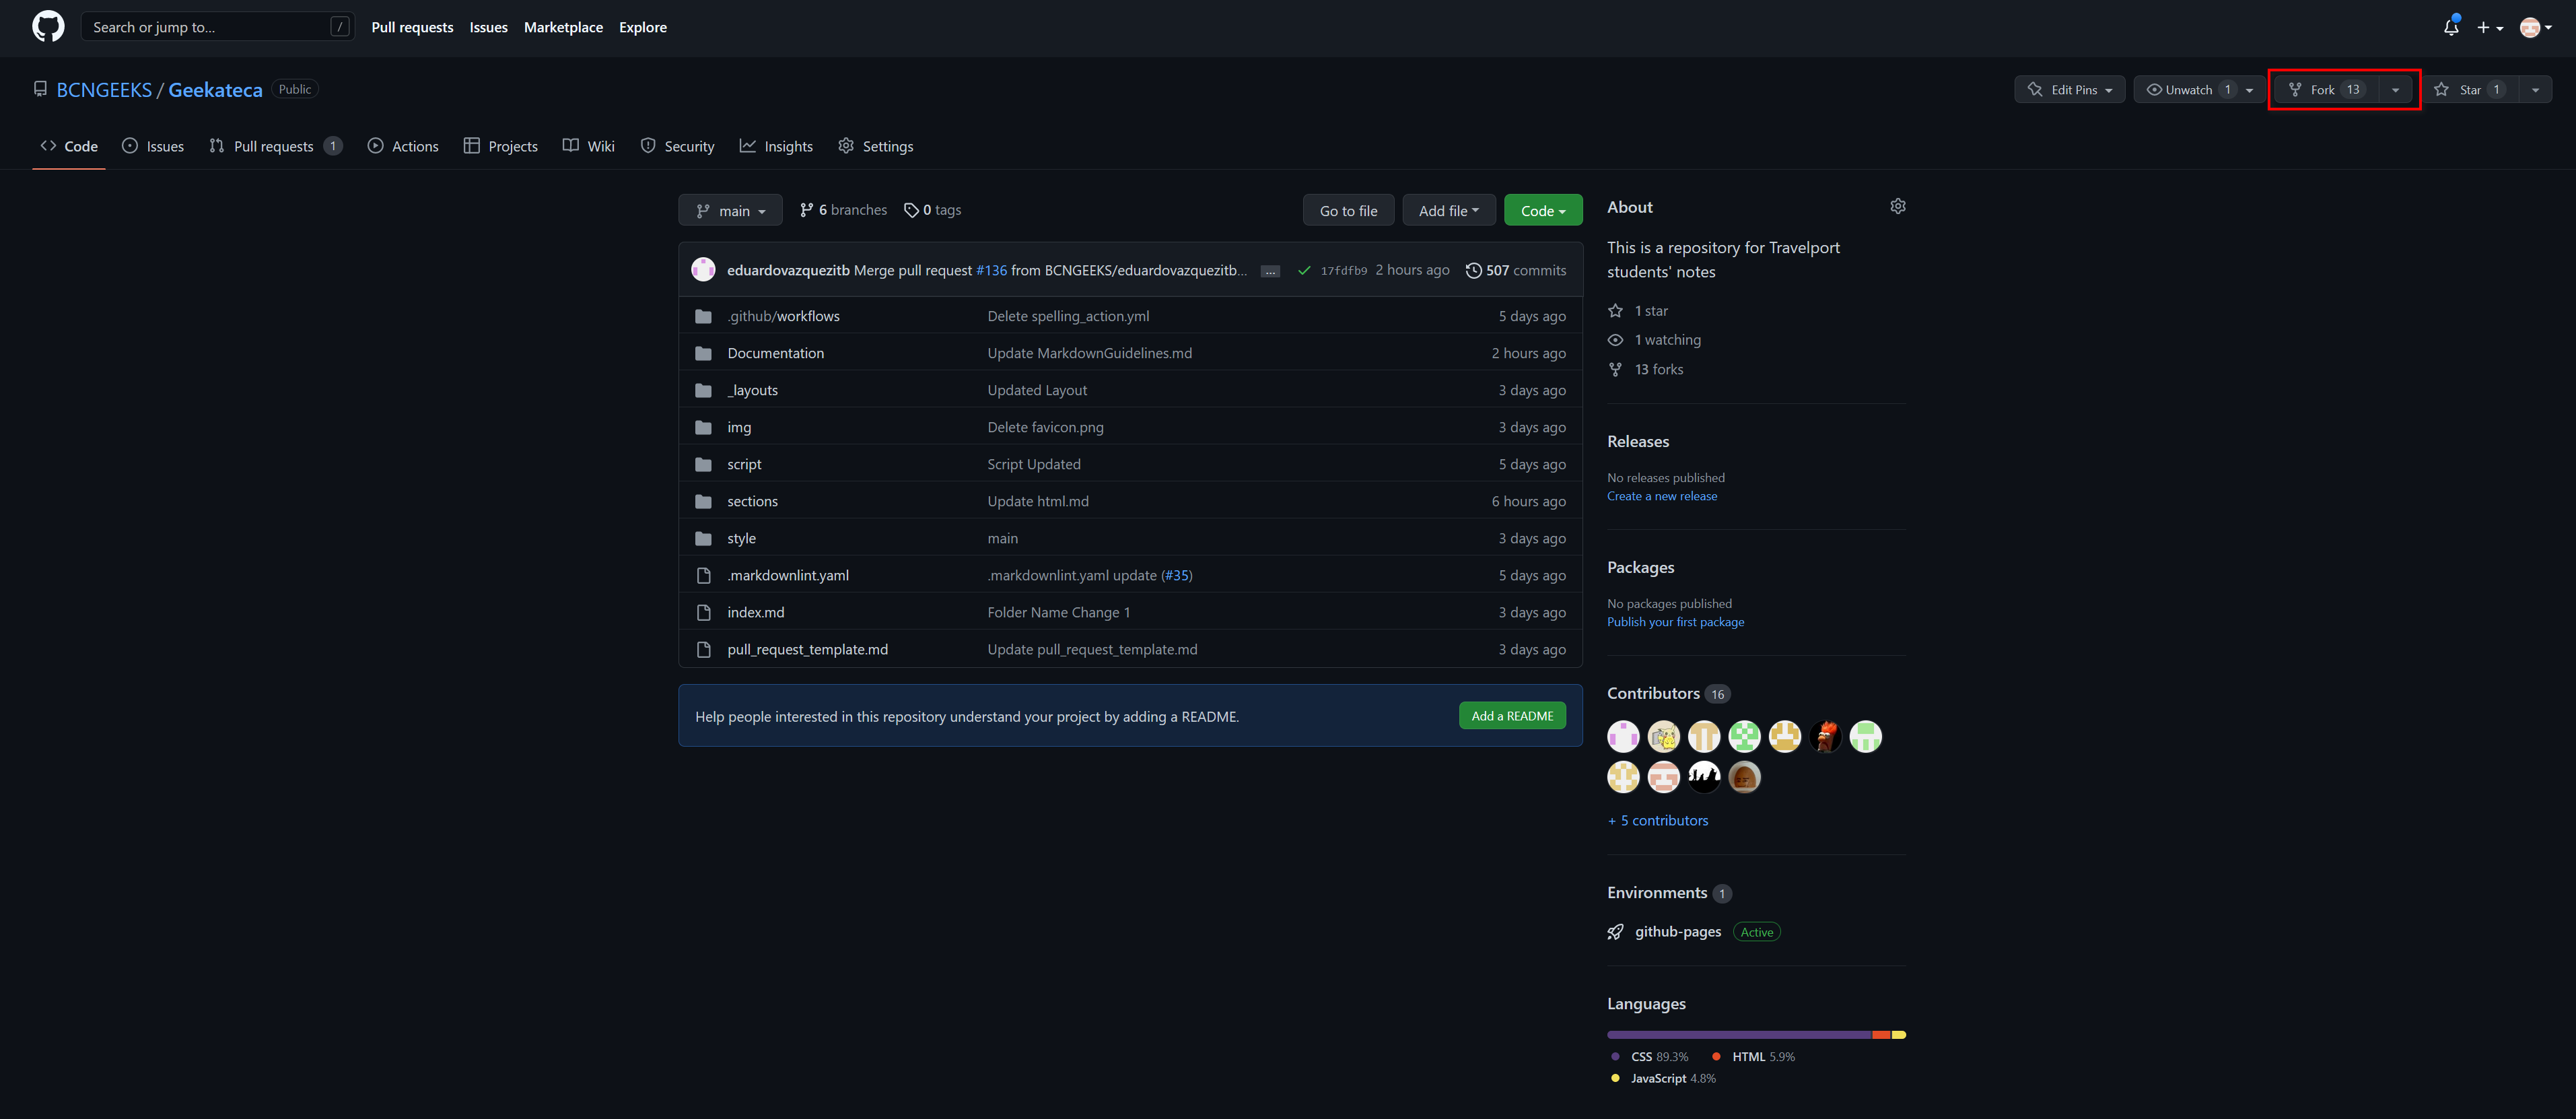 Search or jump to... / Pull requests Issues Marketplace Explore
BCNGEEKS / Geekateca Public Edit Pins Unwatch 1 Fork 13 Star 1
Code Issues Pull requests 1 Actions Projects Wiki Security Insights Settings
main 6 branches 0 tags Go to file Add file Code
eduardovazquezitb Merge pull request #136 from BCNGEEKS/eduardovazquezitb... ... 17fdfb9 2 hours ago 507 commits
.github/workflows Delete spelling_action.yml 5 days ago
Documentation Update MarkdownGuidelines.md 2 hours ago
_layouts Updated Layout 3 days ago
img Delete favicon.png 3 days ago
script Script Updated 5 days ago
sections Update html.md 6 hours ago
style main 3 days ago
.markdownlint.yaml .markdownlint.yaml update (#35) 5 days ago
index.md Folder Name Change 1 3 days ago
pull_request_template.md Update pull_request_template.md 3 days ago
Help people interested in this repository understand your project by adding a README. Add a README
About
This is a repository for Travelport
students' notes
1 star
1 watching
13 forks
Releases
No releases published
Create a new release
Packages
No packages published
Publish your first package
Contributors 16
+ 5 contributors
Environments 1
github-pages Active
Languages
CSS 89.3% HTML 5.9%
JavaScript 4.8%